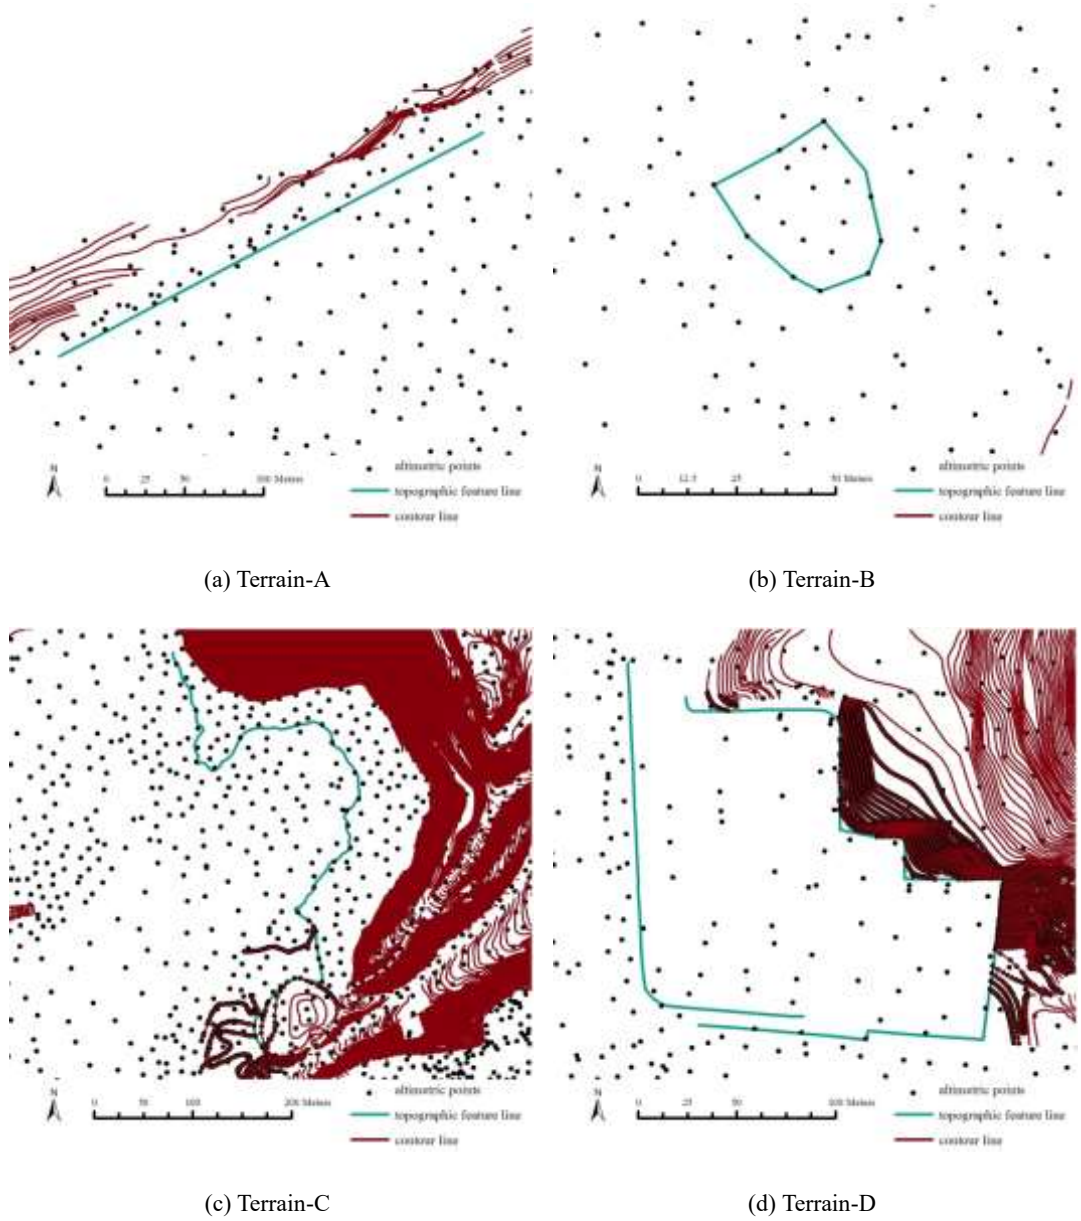 altimetric points
N
0 25 50 100 Meters
topographic feature line
contour line
altimetric points
N
0 12.5 25 50 Meters
topographic feature line
contour line
(a) Terrain-A
(b) Terrain-B
altimetric points
N
0 50 100 200 Meters
topographic feature line
contour line
altimetric points
N
0 25 50 100 Meters
topographic feature line
contour line
(c) Terrain-C
(d) Terrain-D